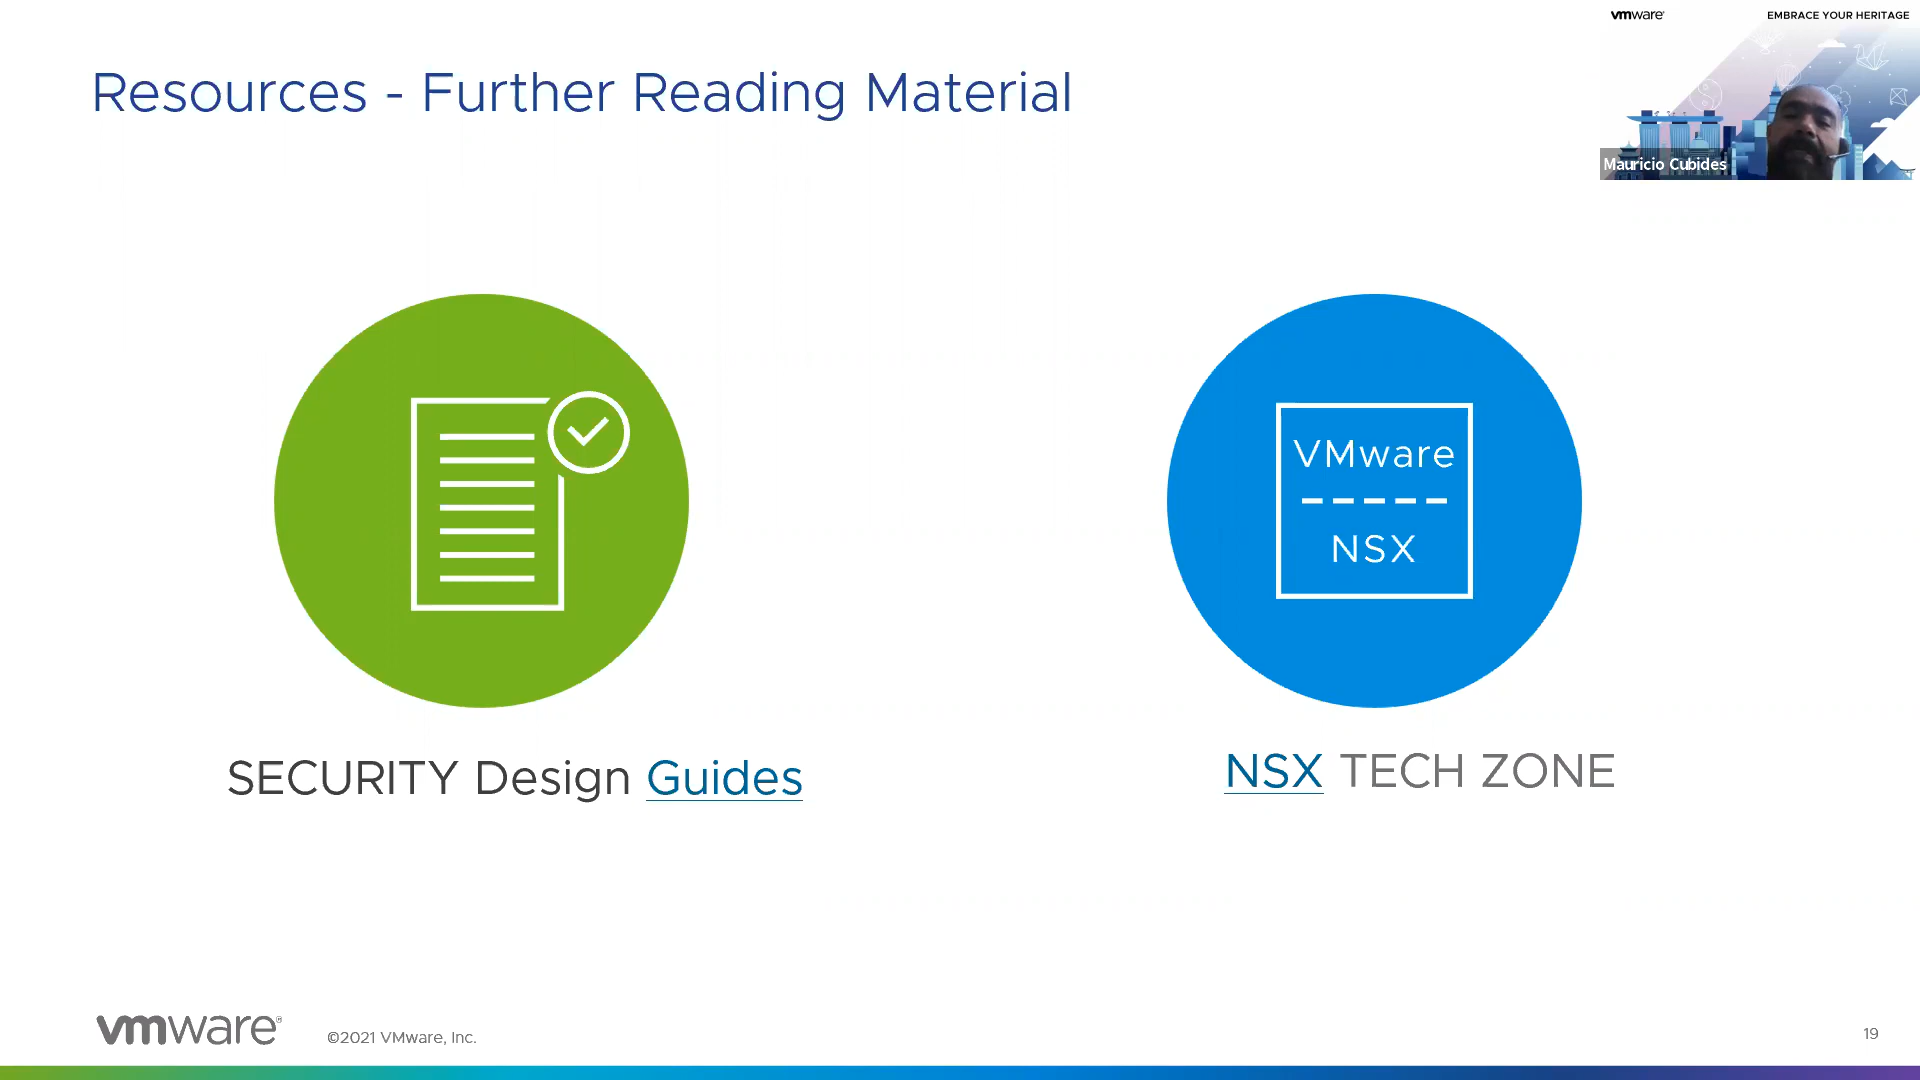 vmware
EMBRACE YOUR HERITAGE
Resources - Further Reading Material
Mauricio Cubides
VMware
NSX
SECURITY Design Guides
NSX TECH ZONE
vmware®
©2021 VMware, Inc.
19